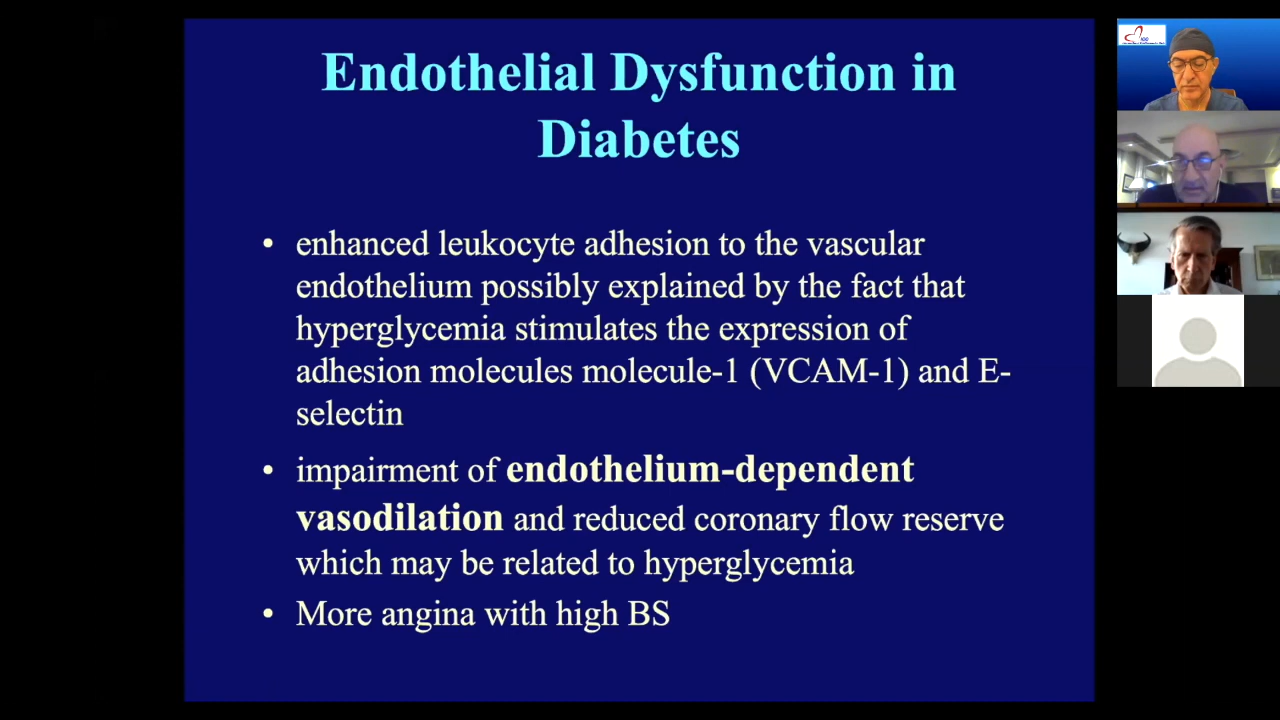 Endothelial Dysfunction in
Diabetes
• enhanced leukocyte adhesion to the vascular
endothelium possibly explained by the fact that
hyperglycemia stimulates the expression of
adhesion molecules molecule-1 (VCAM-1) and E-
selectin
• impairment of endothelium-dependent
vasodilation and reduced coronary flow reserve
which may be related to hyperglycemia
• More angina with high BS